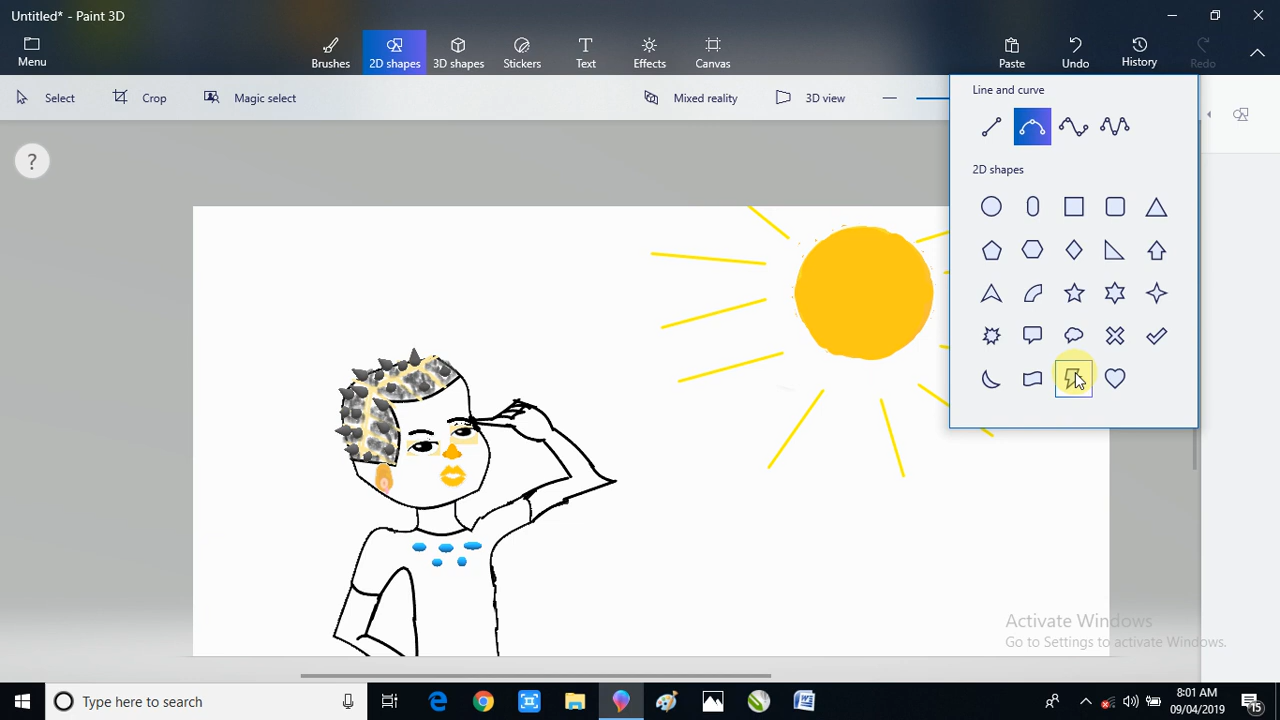 Untitled* - Paint 3D
Menu
Brushes
2D shapes
3D shapes
Stickers
Text
Effects
Canvas
Paste
Undo
History
Redo
Select
Crop
Magic select
Mixed reality
3D view
Line and curve
2D shapes
?
Activate Windows
Go to Settings to activate Windows.
Type here to search
8:01 AM
09/04/2019
15